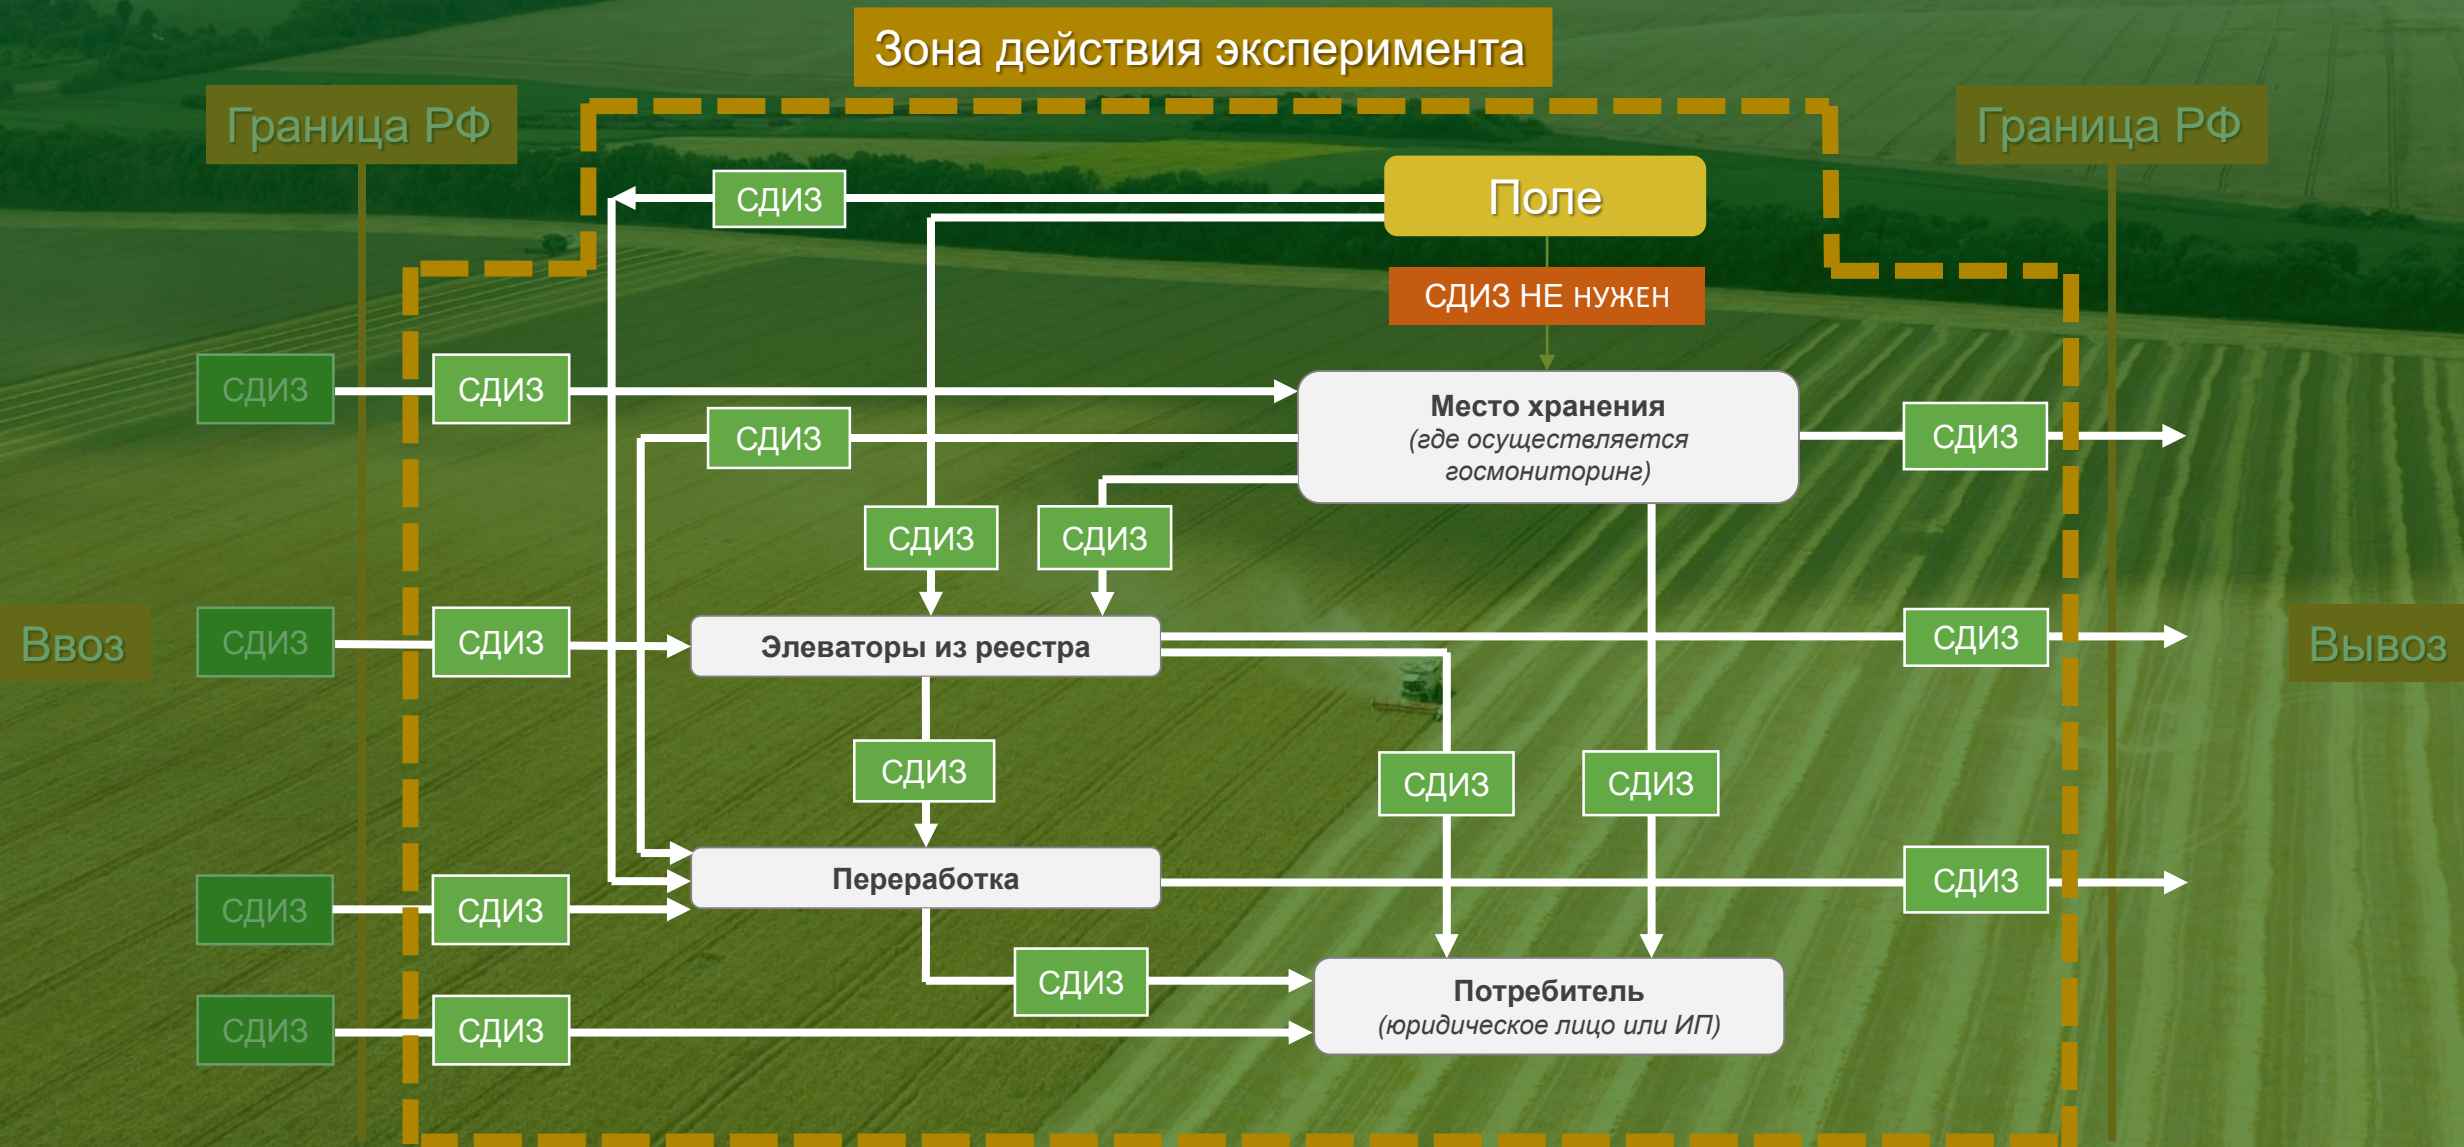 Зона действия эксперимента
Граница РФ
Граница РФ
СДИЗ
Поле
СДИЗ НЕ НУЖЕН
СДИЗ
СДИЗ
СДИЗ
Место хранения
(где осуществляется
госмониторинг)
СДИЗ
СДИЗ
СДИЗ
Ввоз
СДИЗ
СДИЗ
Элеваторы из реестра
СДИЗ
Вывоз
СДИЗ
СДИЗ
СДИЗ
СДИЗ
СДИЗ
Переработка
СДИЗ
СДИЗ
СДИЗ
СДИЗ
СДИЗ
Потребитель
(юридическое лицо или ИП)